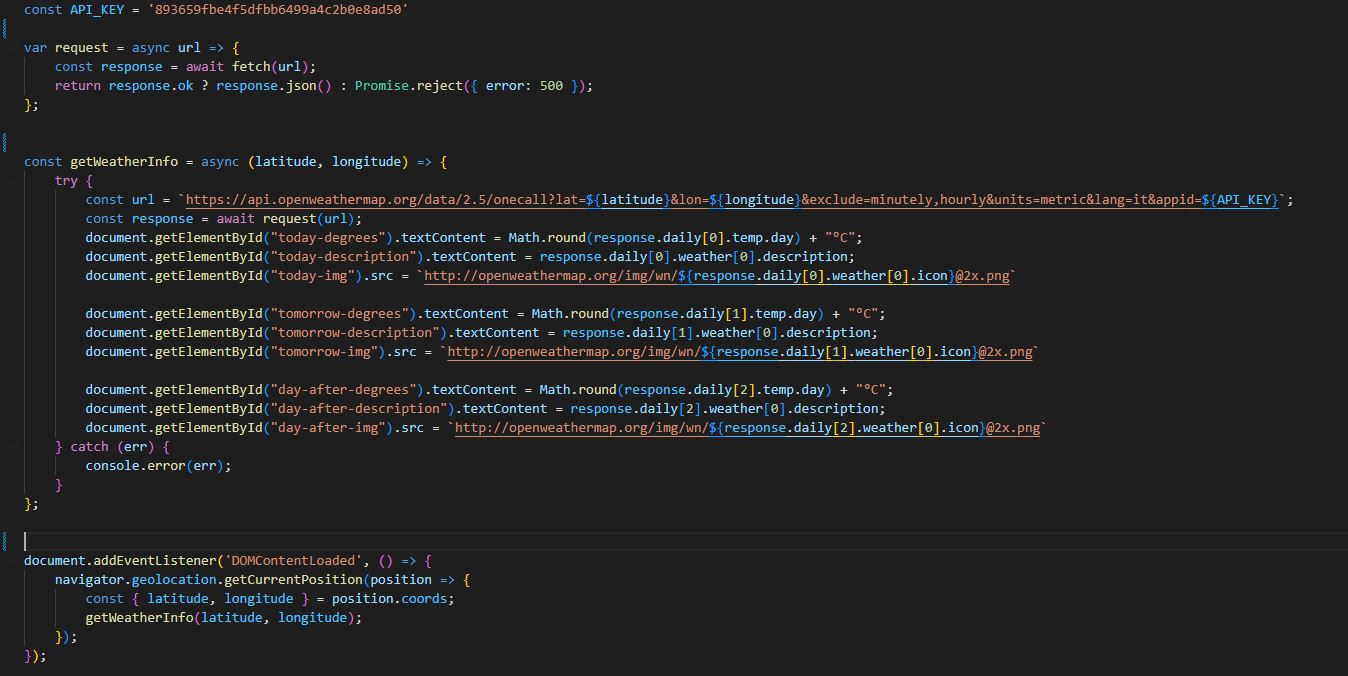 const API_KEY = '893659fbe4f5dfbb6499a4c2b0e8ad50'
var request = async url => {
    const response = await fetch(url);
    return response.ok ? response.json() : Promise.reject({ error: 500 });
};
const getWeatherInfo = async (latitude, longitude) => {
    try {
        const url = `https://api.openweathermap.org/data/2.5/onecall?lat=${latitude}&lon=${longitude}&exclude=minutely,hourly&units=metric&lang=it&appid=${API_KEY}`;
        const response = await request(url);
        document.getElementById("today-degrees").textContent = Math.round(response.daily[0].temp.day) + "°C";
        document.getElementById("today-description").textContent = response.daily[0].weather[0].description;
        document.getElementById("today-img").src = `http://openweathermap.org/img/wn/${response.daily[0].weather[0].icon}@2x.png`
        document.getElementById("tomorrow-degrees").textContent = Math.round(response.daily[1].temp.day) + "°C";
        document.getElementById("tomorrow-description").textContent = response.daily[1].weather[0].description;
        document.getElementById("tomorrow-img").src = `http://openweathermap.org/img/wn/${response.daily[1].weather[0].icon}@2x.png`
        document.getElementById("day-after-degrees").textContent = Math.round(response.daily[2].temp.day) + "°C";
        document.getElementById("day-after-description").textContent = response.daily[2].weather[0].description;
        document.getElementById("day-after-img").src = `http://openweathermap.org/img/wn/${response.daily[2].weather[0].icon}@2x.png`
    } catch (err) {
        console.error(err);
    }
};
document.addEventListener('DOMContentLoaded', () => {
    navigator.geolocation.getCurrentPosition(position => {
        const { latitude, longitude } = position.coords;
        getWeatherInfo(latitude, longitude);
    });
});